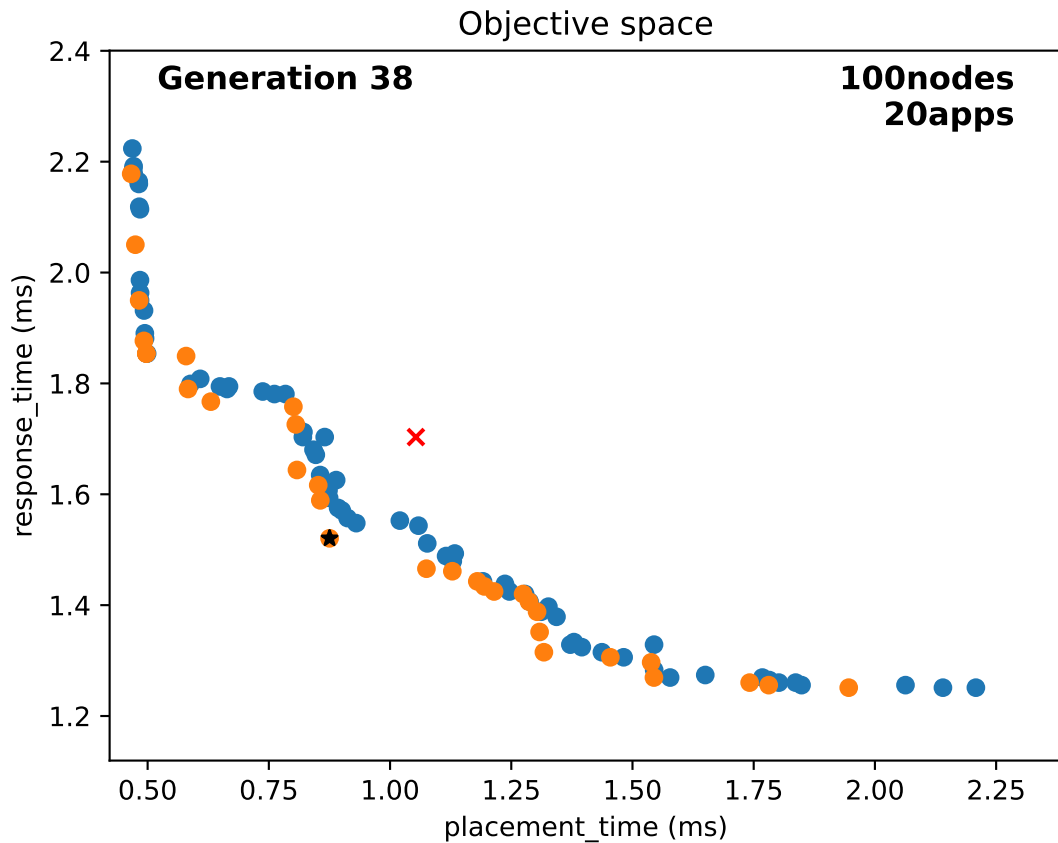 Objective space
Generation 38
100nodes
20apps
response_time (ms)
2.4
2.2
2.0
1.8
1.6
1.4
1.2
0.50 0.75 1.00 1.25 1.50 1.75 2.00 2.25
placement_time (ms)